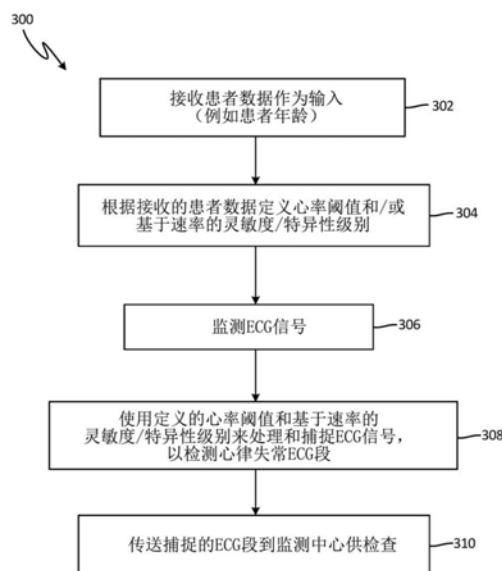 300
接收患者数据作为输入
（例如患者年龄）
302
根据接收的患者数据定义心率阈值和/或
基于速率的灵敏度/特异性级别
304
监测ECG信号
306
使用定义的心率阈值和基于速率的
灵敏度/特异性级别来处理和捕捉ECG信号，
以检测心律失常ECG段
308
传送捕捉的ECG段到监测中心供检查
310